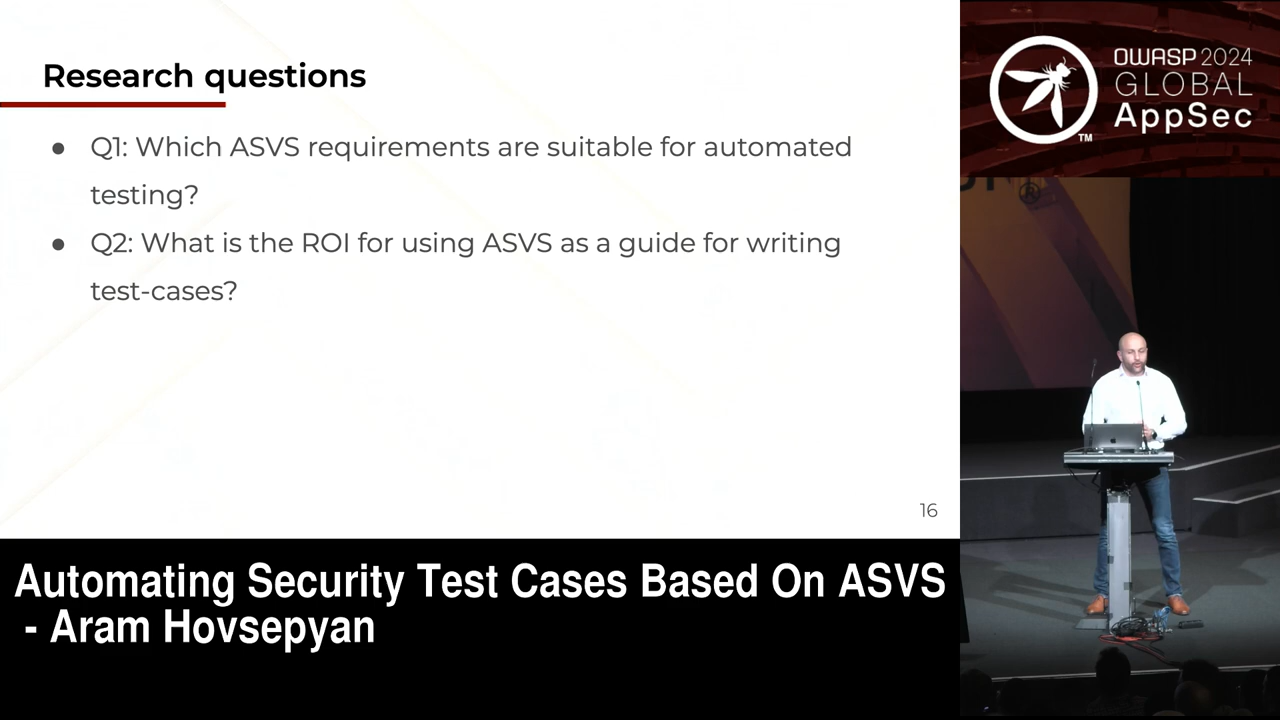 Research questions
● Q1: Which ASVS requirements are suitable for automated
testing?
● Q2: What is the ROI for using ASVS as a guide for writing
test-cases?
16
Automating Security Test Cases Based On ASVS
- Aram Hovsepyan
OWASP 2024
GLOBAL
AppSec
TM
®